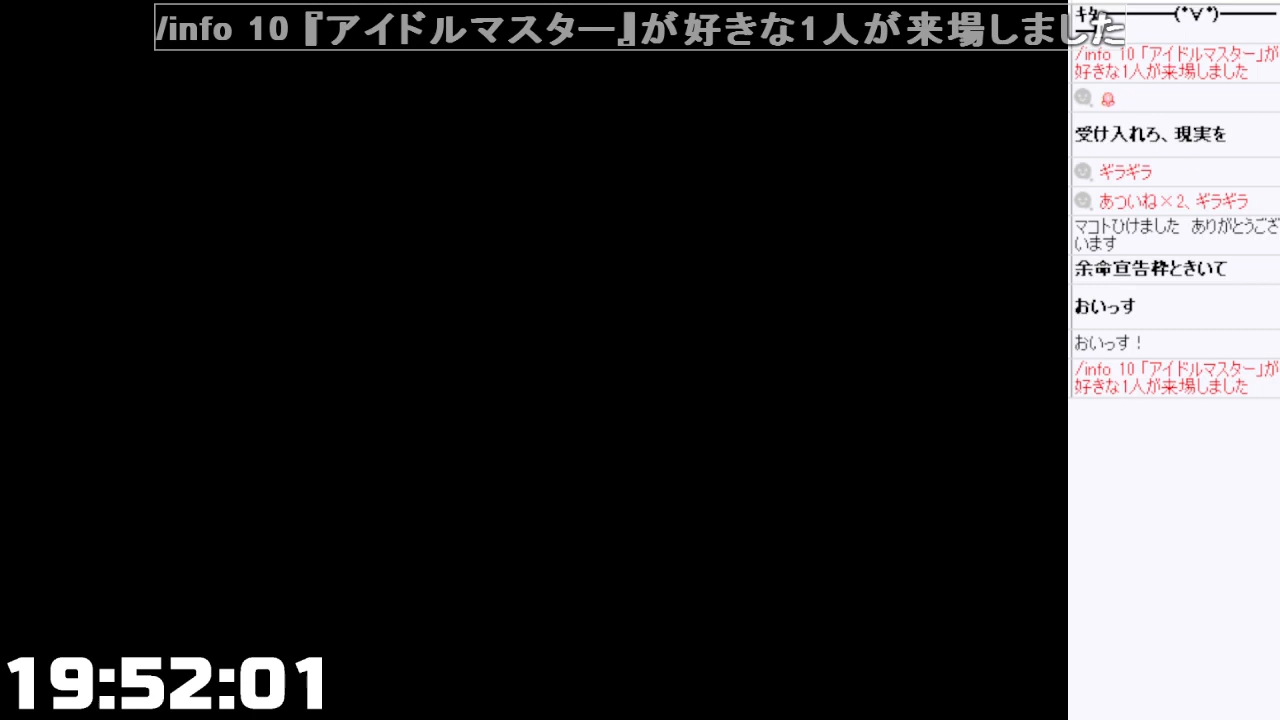 /info 10『アイドルマスター』が好きな1人が来場しました
ｷﾀ━━━(*∀*)━━━
/info 10「アイドルマスター」が
好きな1人が来場しました
受け入れろ、現実を
ギラギラ
あついね×2、ギラギラ
マコトひけました ありがとうござ
います
余命宣告枠ときいて
おいっす
おいっす！
/info 10「アイドルマスター」が
好きな1人が来場しました
19:52:01